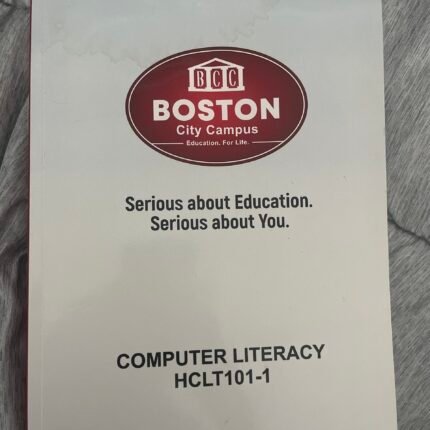 BCC
BOSTON
City Campus
Education. For Life.
Serious about Education.
Serious about You.
COMPUTER LITERACY
HCLT101-1